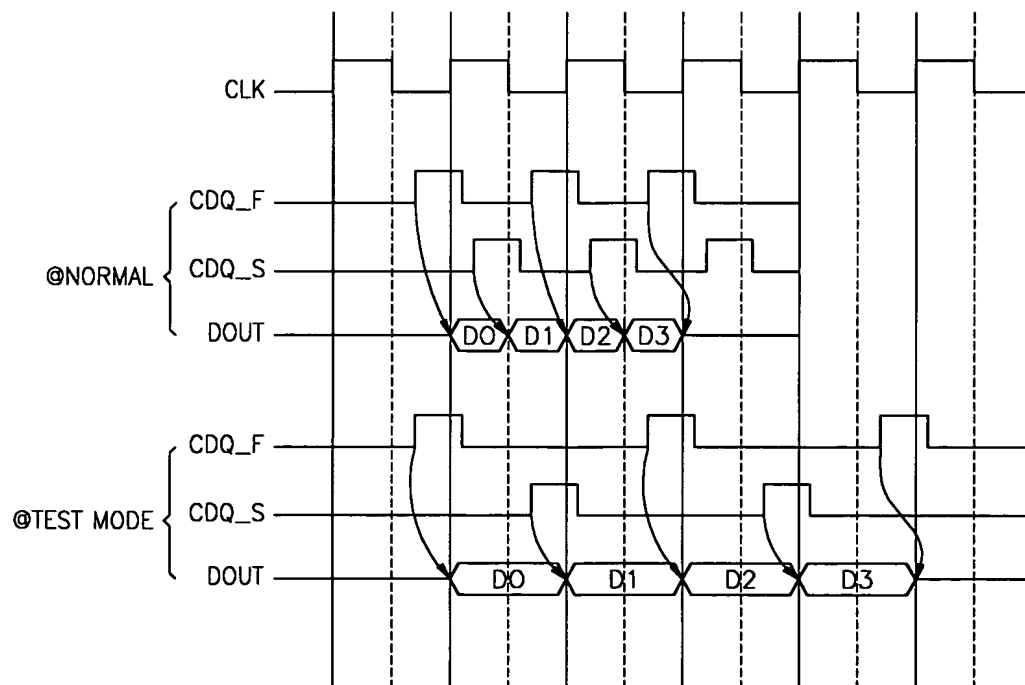 CLK
@NORMAL
CDQ_F
CDQ_S
DOUT
D0 D1 D2 D3
@TEST MODE
CDQ_F
CDQ_S
DOUT
D0 D1 D2 D3